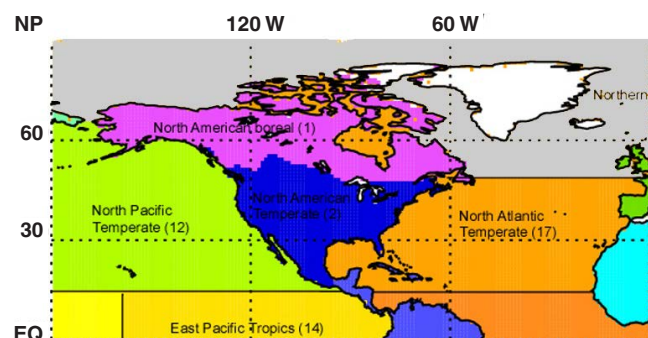 NP
120 W
60 W
Northern
60
North American boreal (1)
North Pacific
Temperate (12)
North American
Temperate (2)
North Atlantic
Temperate (17)
30
East Pacific Tropics (14)
EQ